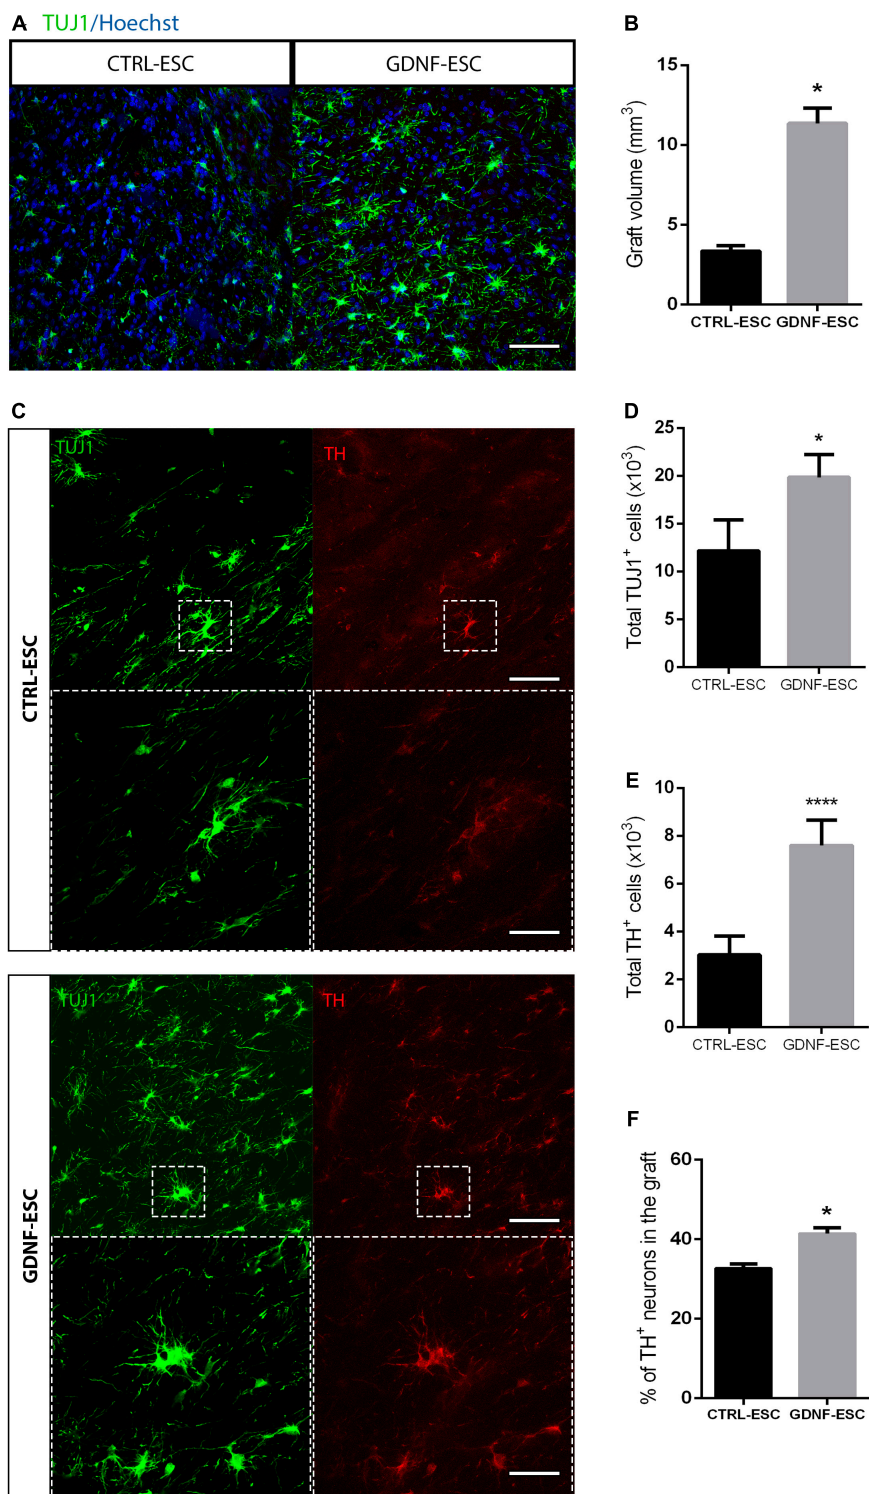 A TUJ1/Hoechst
CTRL-ESC GDNF-ESC
B
Graft volume (mm³)
15
10
5
0
*
CTRL-ESC GDNF-ESC
C
CTRL-ESC
TUJ1 TH
GDNF-ESC
TUJ1 TH
D
Total TUJ1⁺ cells (x10³)
25
20
15
10
5
0
*
CTRL-ESC GDNF-ESC
E
Total TH⁺ cells (x10³)
10
8
6
4
2
0
****
CTRL-ESC GDNF-ESC
F
% of TH⁺ neurons in the graft
60
40
20
0
*
CTRL-ESC GDNF-ESC